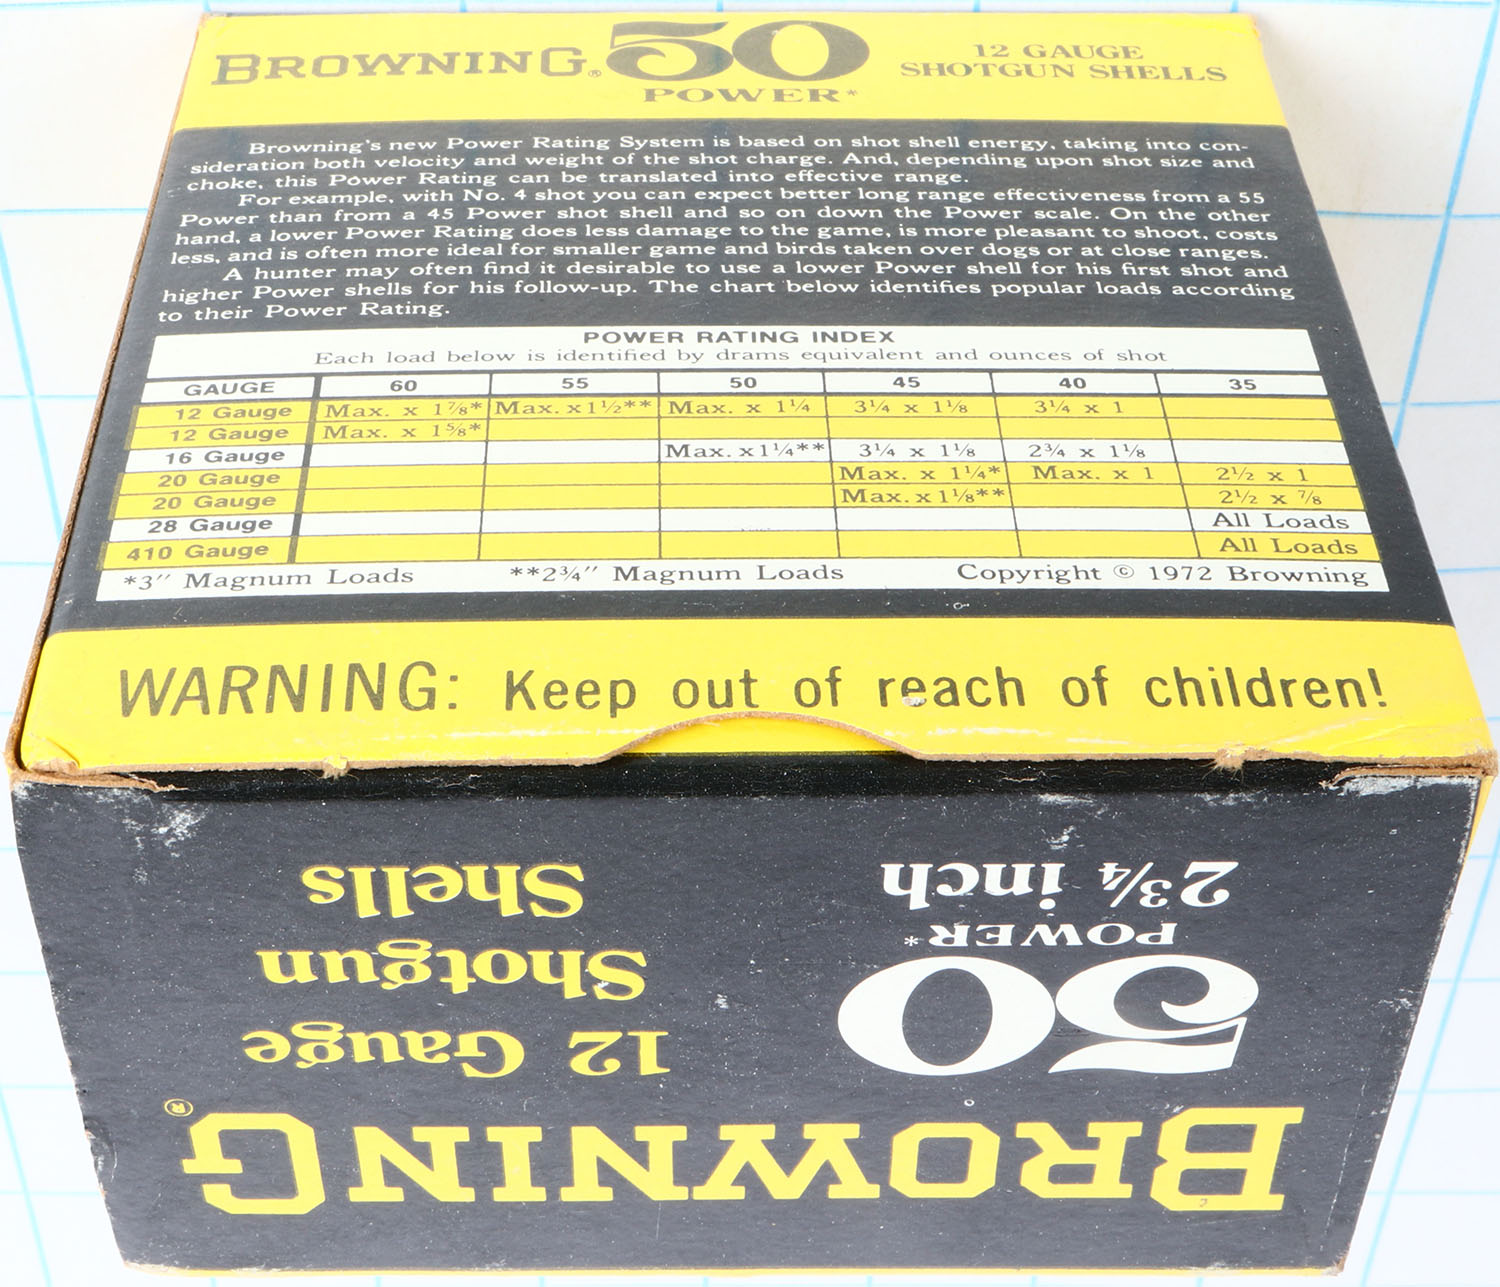 BROWNING® 50 POWER*
12 GAUGE
SHOTGUN SHELLS
Browning's new Power Rating System is based on shot shell energy, taking into con-
sideration both velocity and weight of the shot charge. And, depending upon shot size and
choke, this Power Rating can be translated into effective range.
For example, with No. 4 shot you can expect better long range effectiveness from a 55
Power than from a 45 Power shot shell and so on down the Power scale. On the other
hand, a lower Power Rating does less damage to the game, is more pleasant to shoot, costs
less, and is often more ideal for smaller game and birds taken over dogs or at close ranges.
A hunter may often find it desirable to use a lower Power shell for his first shot and
higher Power shells for his follow-up. The chart below identifies popular loads according
to their Power Rating.
POWER RATING INDEX
Each load below is identified by drams equivalent and ounces of shot
GAUGE 60 55 50 45 40 35
12 Gauge Max. x 1⅞* Max. x 1½** Max. x 1¼ 3¼ x 1⅛ 3¼ x 1
12 Gauge Max. x 1⅝*
16 Gauge Max. x 1¼** 3¼ x 1⅛ 2¾ x 1⅛
20 Gauge Max. x 1¼* Max. x 1 2½ x 1
20 Gauge Max. x 1⅛** 2½ x ⅞
28 Gauge All Loads
410 Gauge All Loads
*3" Magnum Loads **2¾" Magnum Loads Copyright © 1972 Browning
WARNING: Keep out of reach of children!
BROWNING®
50
POWER*
2¾ inch
12 Gauge
Shotgun
Shells